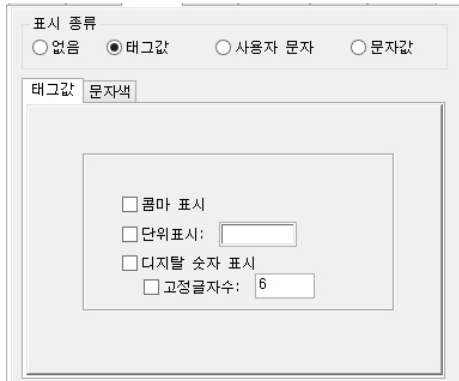 표시 종류
없음 태그값 사용자 문자 문자값
태그값 문자색
콤마 표시
단위표시:
디지탈 숫자 표시
고정글자수: 6